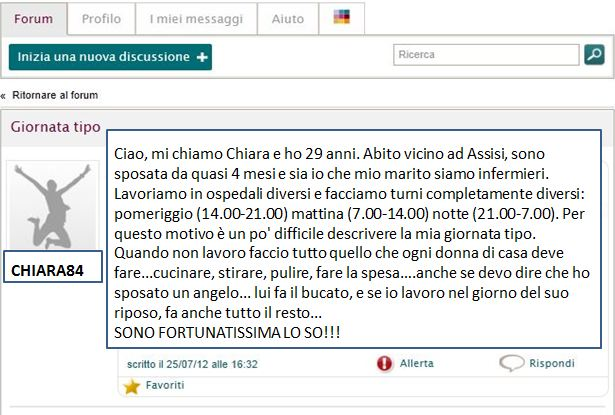 Forum
Profilo
I miei messaggi
Aiuto
Inizia una nuova discussione +
Ricerca
« Ritornare al forum
Giornata tipo
Ciao, mi chiamo Chiara e ho 29 anni. Abito vicino ad Assisi, sono
sposata da quasi 4 mesi e sia io che mio marito siamo infermieri.
Lavoriamo in ospedali diversi e facciamo turni completamente diversi:
pomeriggio (14.00-21.00) mattina (7.00-14.00) notte (21.00-7.00). Per
questo motivo è un po' difficile descrivere la mia giornata tipo.
Quando non lavoro faccio tutto quello che ogni donna di casa deve
fare...cucinare, stirare, pulire, fare la spesa....anche se devo dire che ho
sposato un angelo... lui fa il bucato, e se io lavoro nel giorno del suo
riposo, fa anche tutto il resto...
SONO FORTUNATISSIMA LO SO!!!
CHIARA84
scritto il 25/07/12 alle 16:32
Allerta
Rispondi
Favoriti